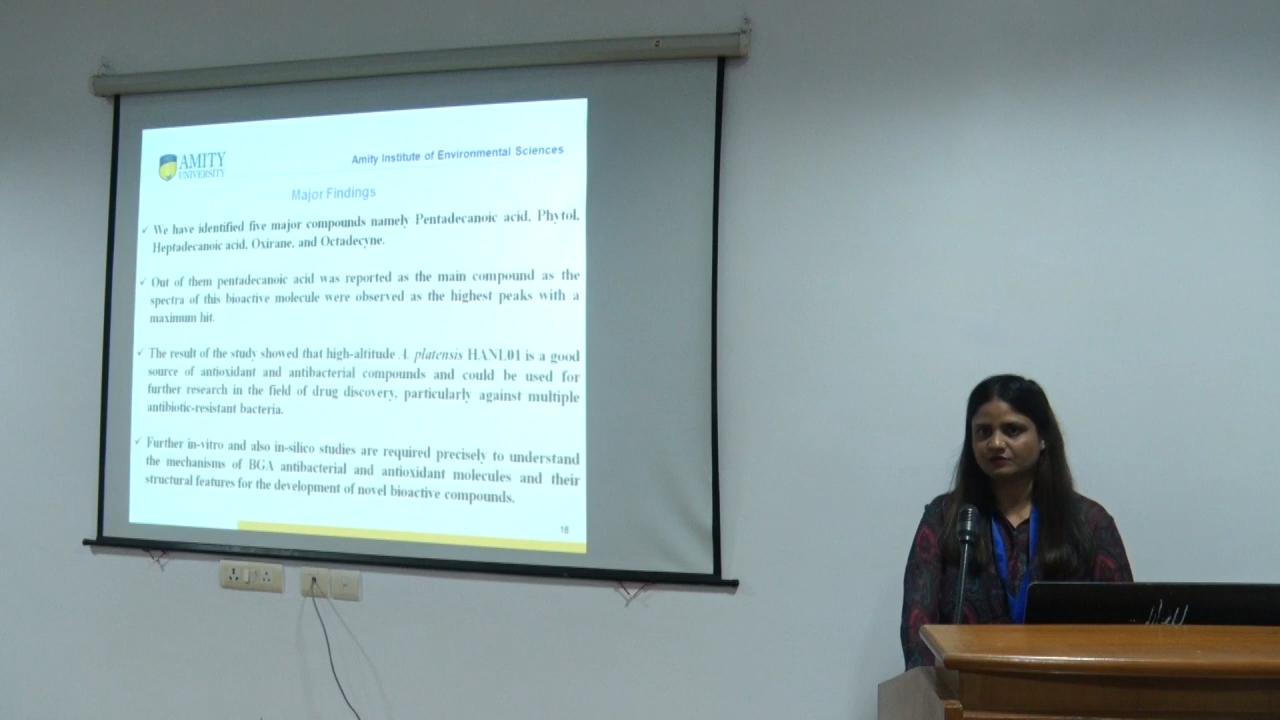 AMITY
UNIVERSITY
Amity Institute of Environmental Sciences
Major Findings
✓ We have identified five major compounds namely Pentadecanoic acid, Phytol,
Heptadecanoic acid, Oxirane, and Octadecyne.
✓ Out of them pentadecanoic acid was reported as the main compound as the
spectra of this bioactive molecule were observed as the highest peaks with a
maximum hit.
✓ The result of the study showed that high-altitude A. platensis HANL01 is a good
source of antioxidant and antibacterial compounds and could be used for
further research in the field of drug discovery, particularly against multiple
antibiotic-resistant bacteria.
✓ Further in-vitro and also in-silico studies are required precisely to understand
the mechanisms of BGA antibacterial and antioxidant molecules and their
structural features for the development of novel bioactive compounds.